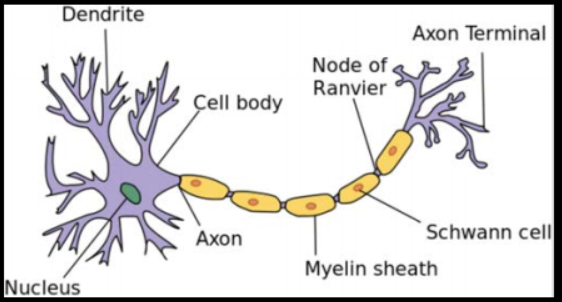 Dendrite
Axon Terminal
Node of
Ranvier
Cell body
Axon
Schwann cell
Myelin sheath
Nucleus